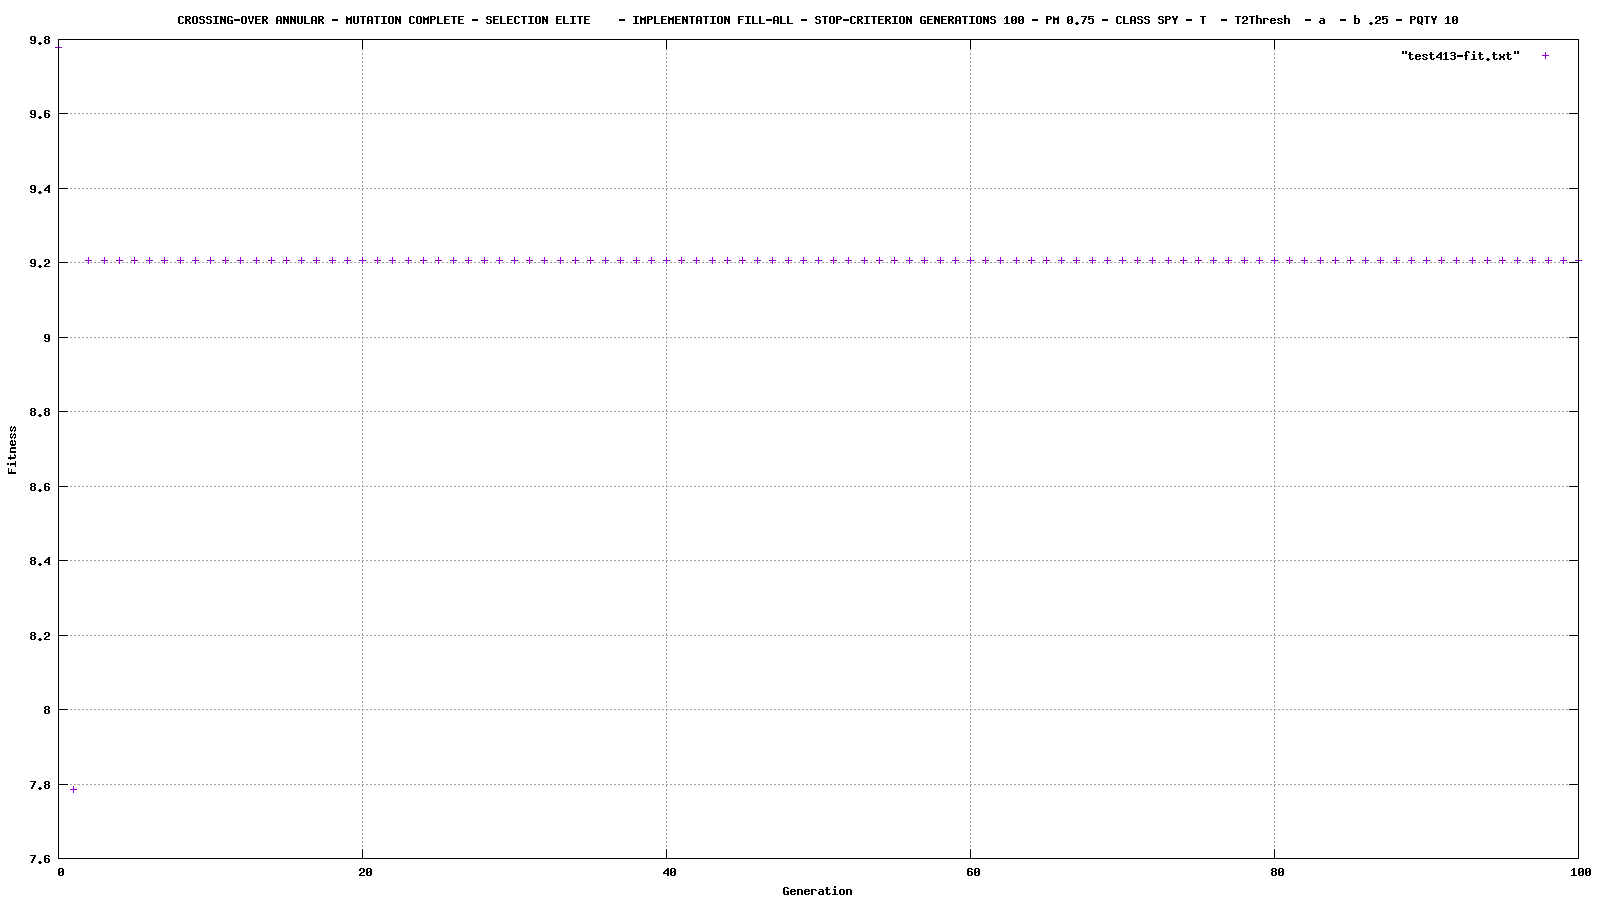 CROSSING-OVER ANNULAR - MUTATION COMPLETE - SELECTION ELITE    - IMPLEMENTATION FILL-ALL - STOP-CRITERION GENERATIONS 100 - PM 0.75 - CLASS SPY - T  - T2Thresh  - a  - b .25 - PQTY 10
"test413-fit.txt"
9.8
9.6
9.4
9.2
9
8.8
8.6
8.4
8.2
8
7.8
7.6
Fitness
0 20 40 60 80 100
Generation